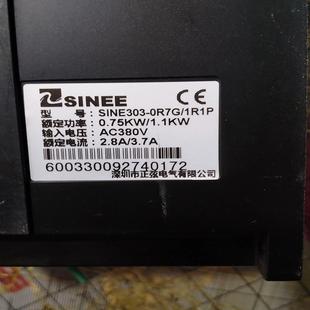 SINEE
型 号: SINE303-0R7G/1R1P
额定功率: 0.75KW/1.1KW
输入电压: AC380V
额定电流: 2.8A/3.7A
600330092740172
深圳市正弦电气有限公司